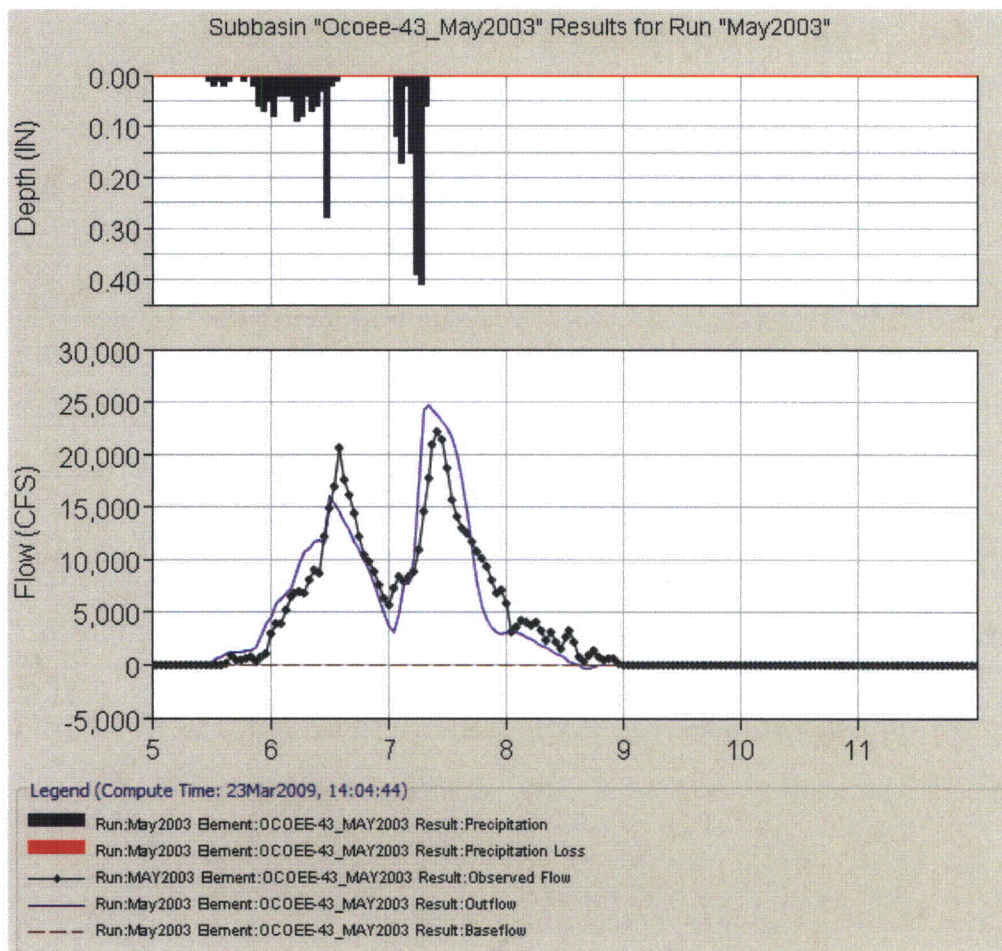 Subbasin "Ocoee-43_May2003" Results for Run "May2003"
0.00
0.10
0.20
0.30
0.40
Depth (IN)
30,000
25,000
20,000
15,000
10,000
5,000
0
-5,000
Flow (CFS)
5 6 7 8 9 10 11
Legend (Compute Time: 23Mar2009, 14:04:44)
Run:May2003 Element:OCOEE-43_MAY2003 Result:Precipitation
Run:May2003 Element:OCOEE-43_MAY2003 Result:Precipitation Loss
Run:MAY2003 Element:OCOEE-43_MAY2003 Result:Observed Flow
Run:May2003 Element:OCOEE-43_MAY2003 Result:Outflow
Run:May2003 Element:OCOEE-43_MAY2003 Result:Baseflow